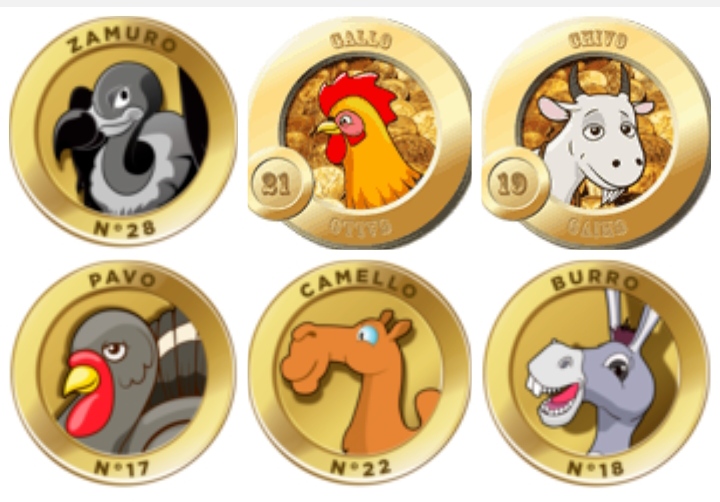 ZAMURO
N°28
GALLO
21
CHIVO
19
PAVO
N°17
CAMELLO
N°22
BURRO
N°18